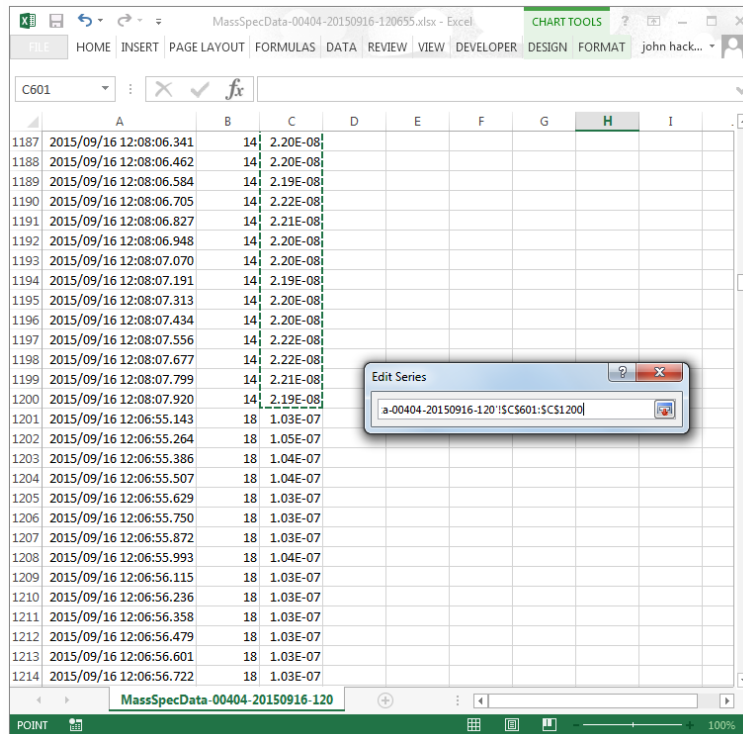 MassSpecData-00404-20150916-120655.xlsx - Excel CHART TOOLS ?
FILE HOME INSERT PAGE LAYOUT FORMULAS DATA REVIEW VIEW DEVELOPER DESIGN FORMAT john hack...
C601 fx
A B C D E F G H I
1187 2015/09/16 12:08:06.341 14 2.20E-08
1188 2015/09/16 12:08:06.462 14 2.20E-08
1189 2015/09/16 12:08:06.584 14 2.19E-08
1190 2015/09/16 12:08:06.705 14 2.22E-08
1191 2015/09/16 12:08:06.827 14 2.21E-08
1192 2015/09/16 12:08:06.948 14 2.20E-08
1193 2015/09/16 12:08:07.070 14 2.20E-08
1194 2015/09/16 12:08:07.191 14 2.19E-08
1195 2015/09/16 12:08:07.313 14 2.20E-08
1196 2015/09/16 12:08:07.434 14 2.20E-08
1197 2015/09/16 12:08:07.556 14 2.22E-08
1198 2015/09/16 12:08:07.677 14 2.22E-08
1199 2015/09/16 12:08:07.799 14 2.21E-08
1200 2015/09/16 12:08:07.920 14 2.19E-08
Edit Series ? X
:a-00404-20150916-120'!$C$601:$C$1200
1201 2015/09/16 12:06:55.143 18 1.03E-07
1202 2015/09/16 12:06:55.264 18 1.05E-07
1203 2015/09/16 12:06:55.386 18 1.04E-07
1204 2015/09/16 12:06:55.507 18 1.04E-07
1205 2015/09/16 12:06:55.629 18 1.03E-07
1206 2015/09/16 12:06:55.750 18 1.03E-07
1207 2015/09/16 12:06:55.872 18 1.03E-07
1208 2015/09/16 12:06:55.993 18 1.04E-07
1209 2015/09/16 12:06:56.115 18 1.03E-07
1210 2015/09/16 12:06:56.236 18 1.03E-07
1211 2015/09/16 12:06:56.358 18 1.03E-07
1212 2015/09/16 12:06:56.479 18 1.03E-07
1213 2015/09/16 12:06:56.601 18 1.03E-07
1214 2015/09/16 12:06:56.722 18 1.03E-07
MassSpecData-00404-20150916-120
POINT 100%